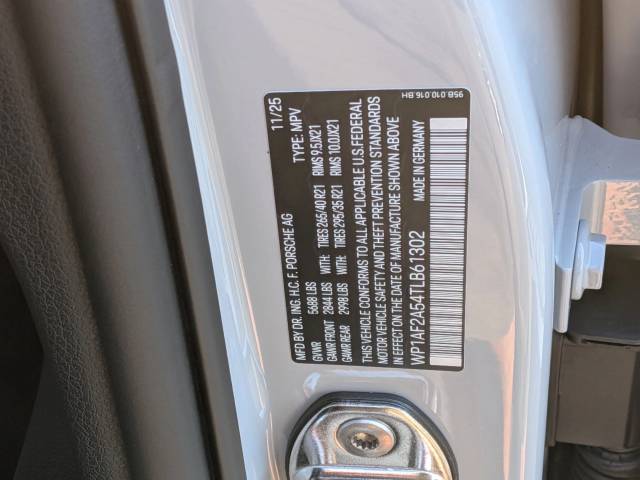 MFD BY DR. ING. H.C. F. PORSCHE AG 11/25
GVWR 5688 LBS TYPE: MPV
GAWR FRONT 2844 LBS WITH: TIRES 265/40 R21 RIMS 9.5JX21
GAWR REAR 2998 LBS WITH: TIRES 295/35 R21 RIMS 10.0JX21
THIS VEHICLE CONFORMS TO ALL APPLICABLE U.S. FEDERAL
MOTOR VEHICLE SAFETY AND THEFT PREVENTION STANDARDS
IN EFFECT ON THE DATE OF MANUFACTURE SHOWN ABOVE
WP1AF2A54TLB61302 MADE IN GERMANY
95B.010.016.BH